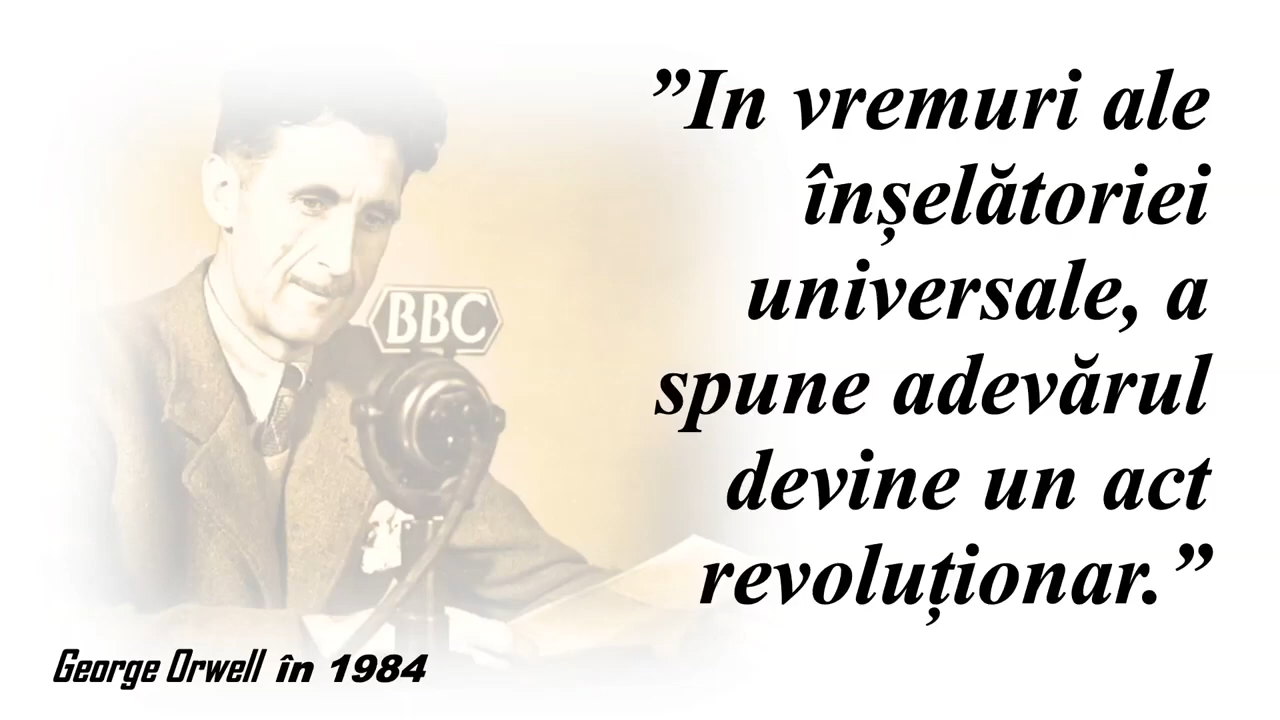 ”In vremuri ale
înșelătoriei
universale, a
spune adevărul
devine un act
revoluționar.”
BBC
George Orwell în 1984